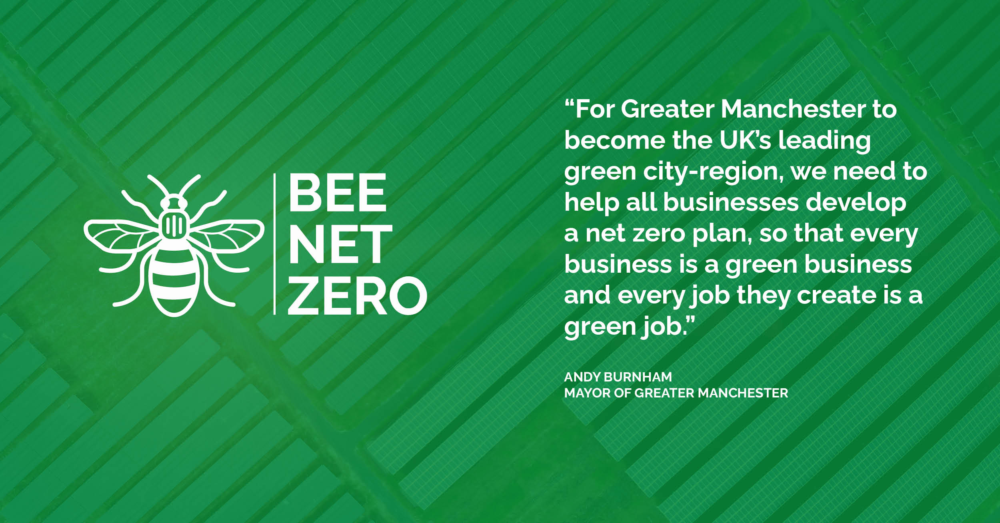 BEE
NET
ZERO
“For Greater Manchester to
become the UK’s leading
green city-region, we need to
help all businesses develop
a net zero plan, so that every
business is a green business
and every job they create is a
green job.”
ANDY BURNHAM
MAYOR OF GREATER MANCHESTER